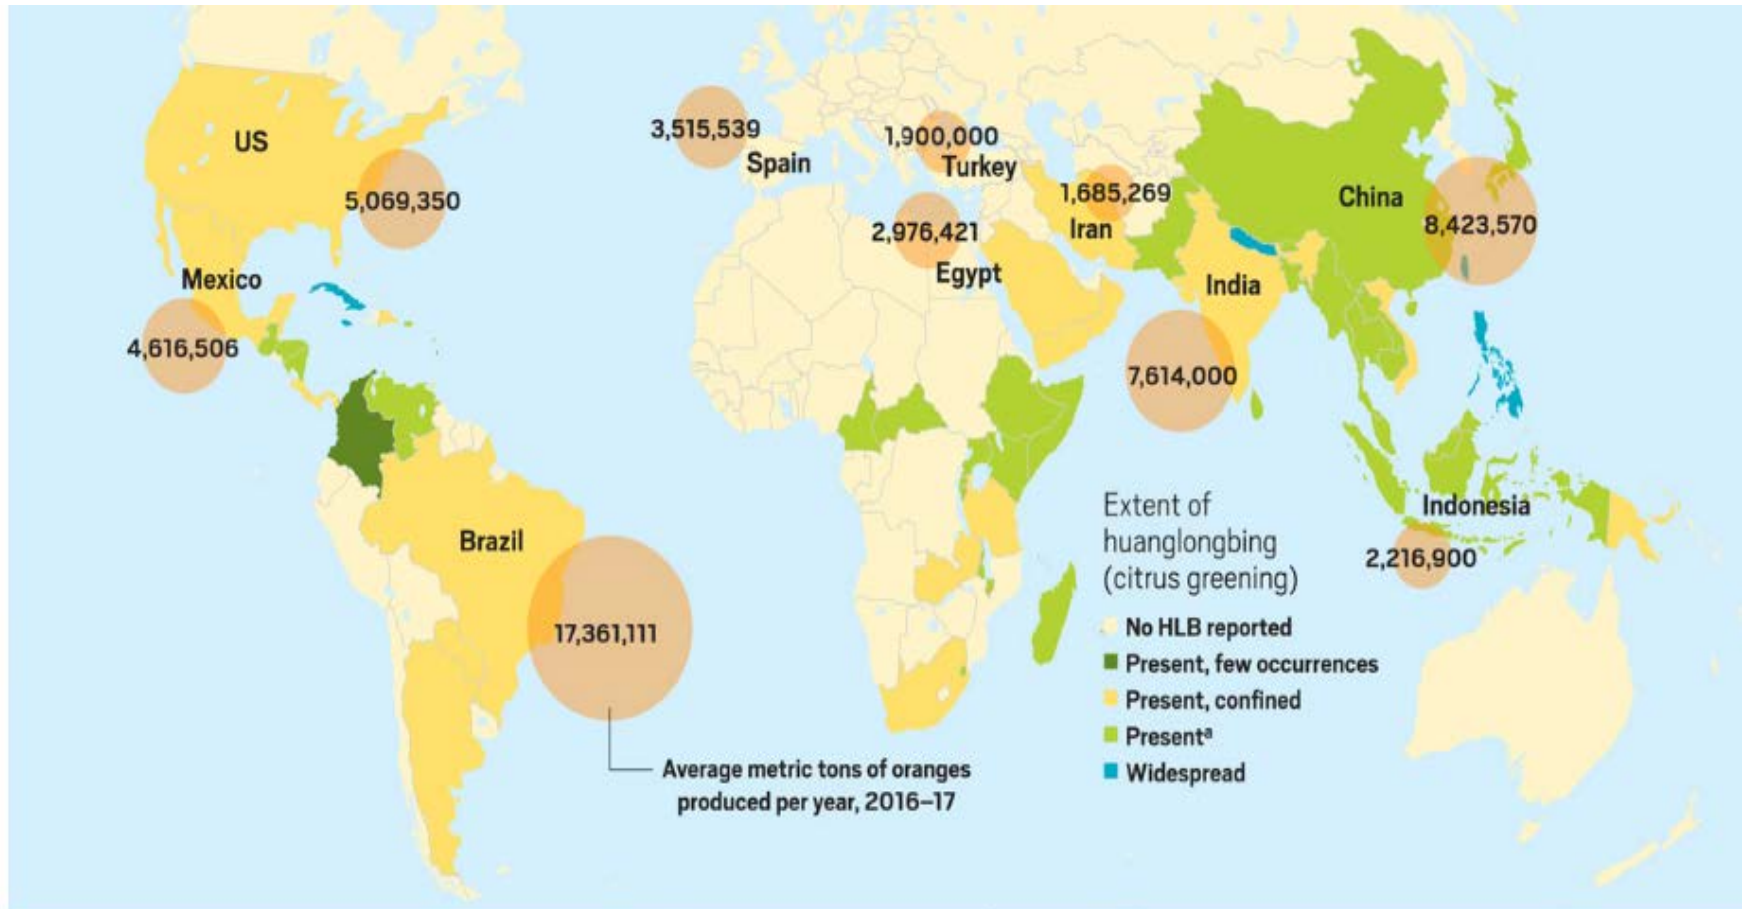 US
5,069,350
Mexico
4,616,506
Brazil
17,361,111
Average metric tons of oranges
produced per year, 2016–17
3,515,539
Spain
1,900,000
Turkey
2,976,421
Egypt
1,685,269
Iran
India
7,614,000
China
8,423,570
Indonesia
2,216,900
Extent of
huanglongbing
(citrus greening)
No HLB reported
Present, few occurrences
Present, confined
Presentᵃ
Widespread